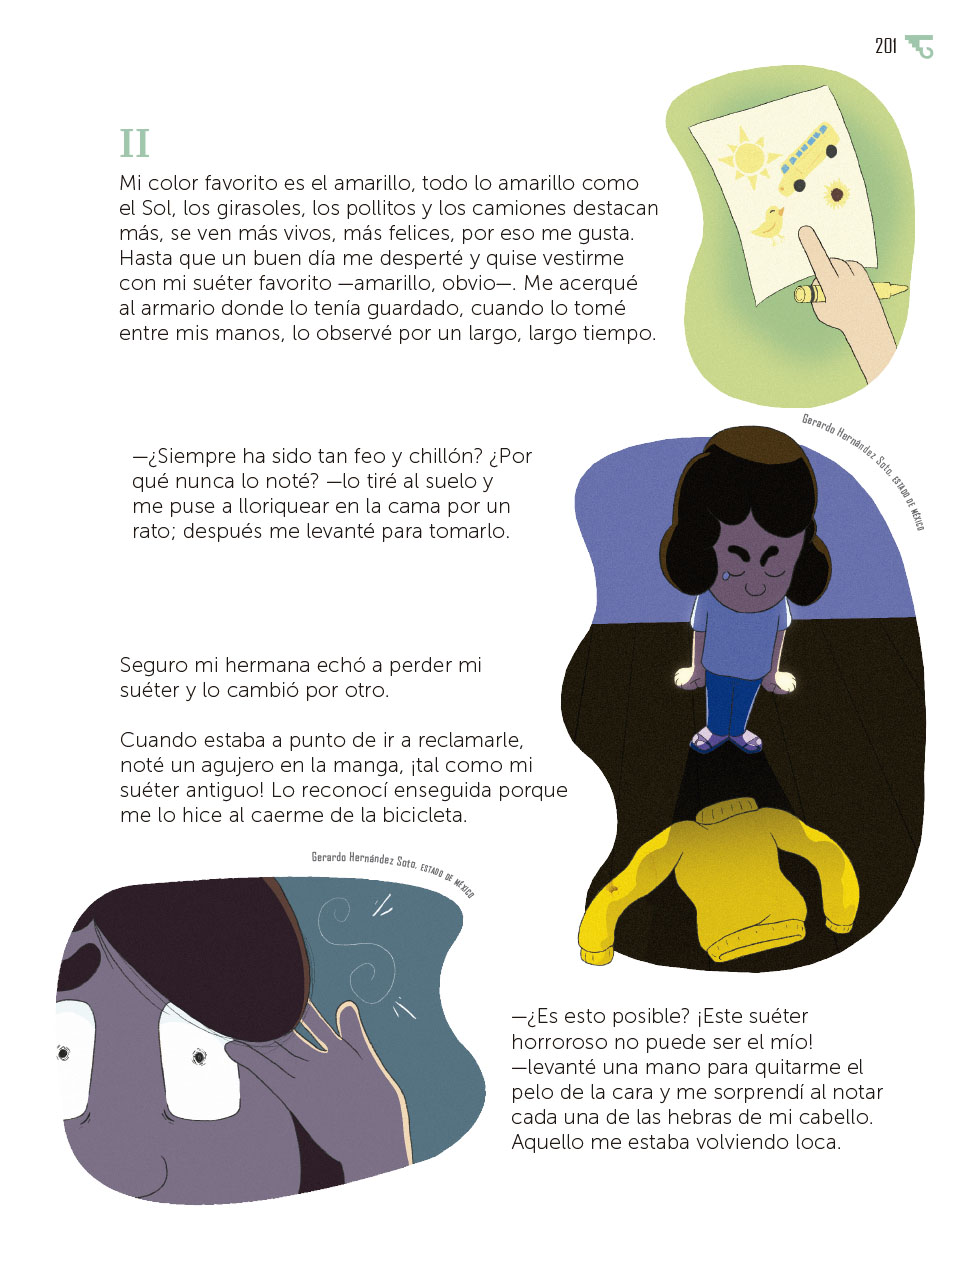 201
II
Mi color favorito es el amarillo, todo lo amarillo como
el Sol, los girasoles, los pollitos y los camiones destacan
más, se ven más vivos, más felices, por eso me gusta.
Hasta que un buen día me desperté y quise vestirme
con mi suéter favorito —amarillo, obvio—. Me acerqué
al armario donde lo tenía guardado, cuando lo tomé
entre mis manos, lo observé por un largo, largo tiempo.
Gerardo Hernández Soto, ESTADO DE MÉXICO
—¿Siempre ha sido tan feo y chillón? ¿Por
qué nunca lo noté? —lo tiré al suelo y
me puse a lloriquear en la cama por un
rato; después me levanté para tomarlo.
Seguro mi hermana echó a perder mi
suéter y lo cambió por otro.
Cuando estaba a punto de ir a reclamarle,
noté un agujero en la manga, ¡tal como mi
suéter antiguo! Lo reconocí enseguida porque
me lo hice al caerme de la bicicleta.
Gerardo Hernández Soto, ESTADO DE MÉXICO
—¿Es esto posible? ¡Este suéter
horroroso no puede ser el mío!
—levanté una mano para quitarme el
pelo de la cara y me sorprendí al notar
cada una de las hebras de mi cabello.
Aquello me estaba volviendo loca.